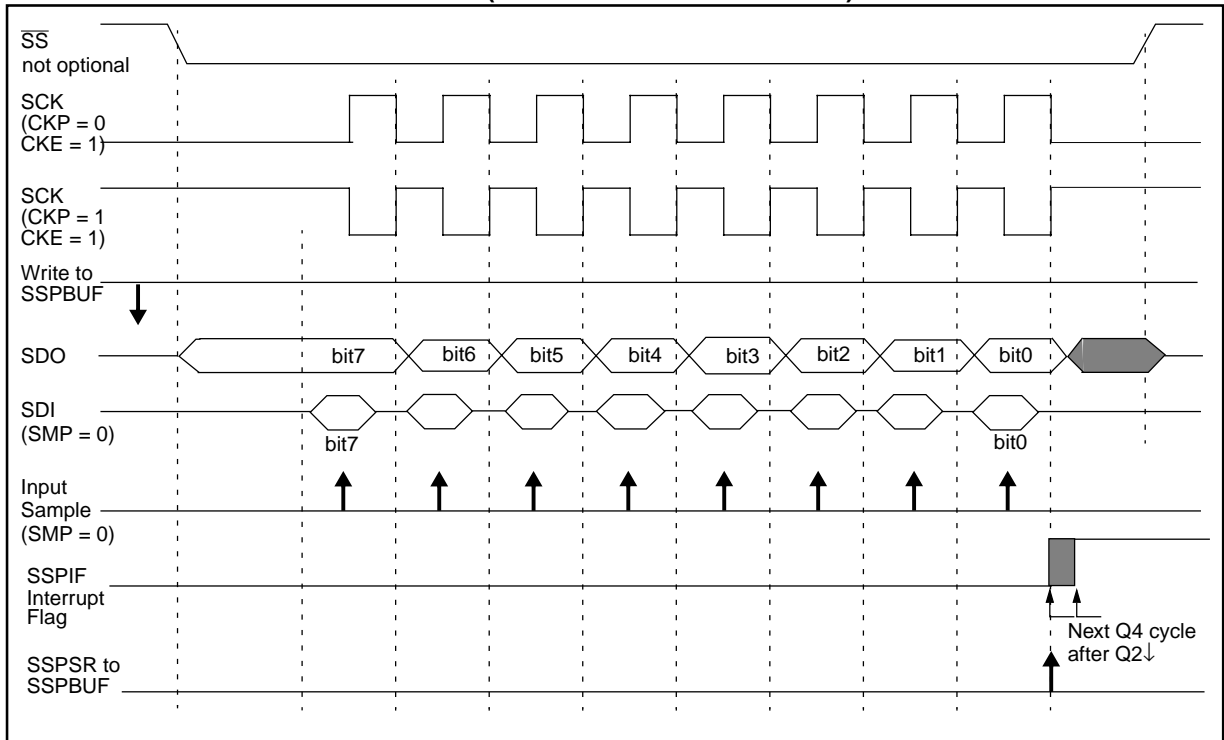 SS
not optional
SCK
(CKP = 0
CKE = 1)
SCK
(CKP = 1
CKE = 1)
Write to
SSPBUF
SDO
bit7 bit6 bit5 bit4 bit3 bit2 bit1 bit0
SDI
(SMP = 0)
bit7 bit0
Input
Sample
(SMP = 0)
SSPIF
Interrupt
Flag
Next Q4 cycle
after Q2↓
SSPSR to
SSPBUF